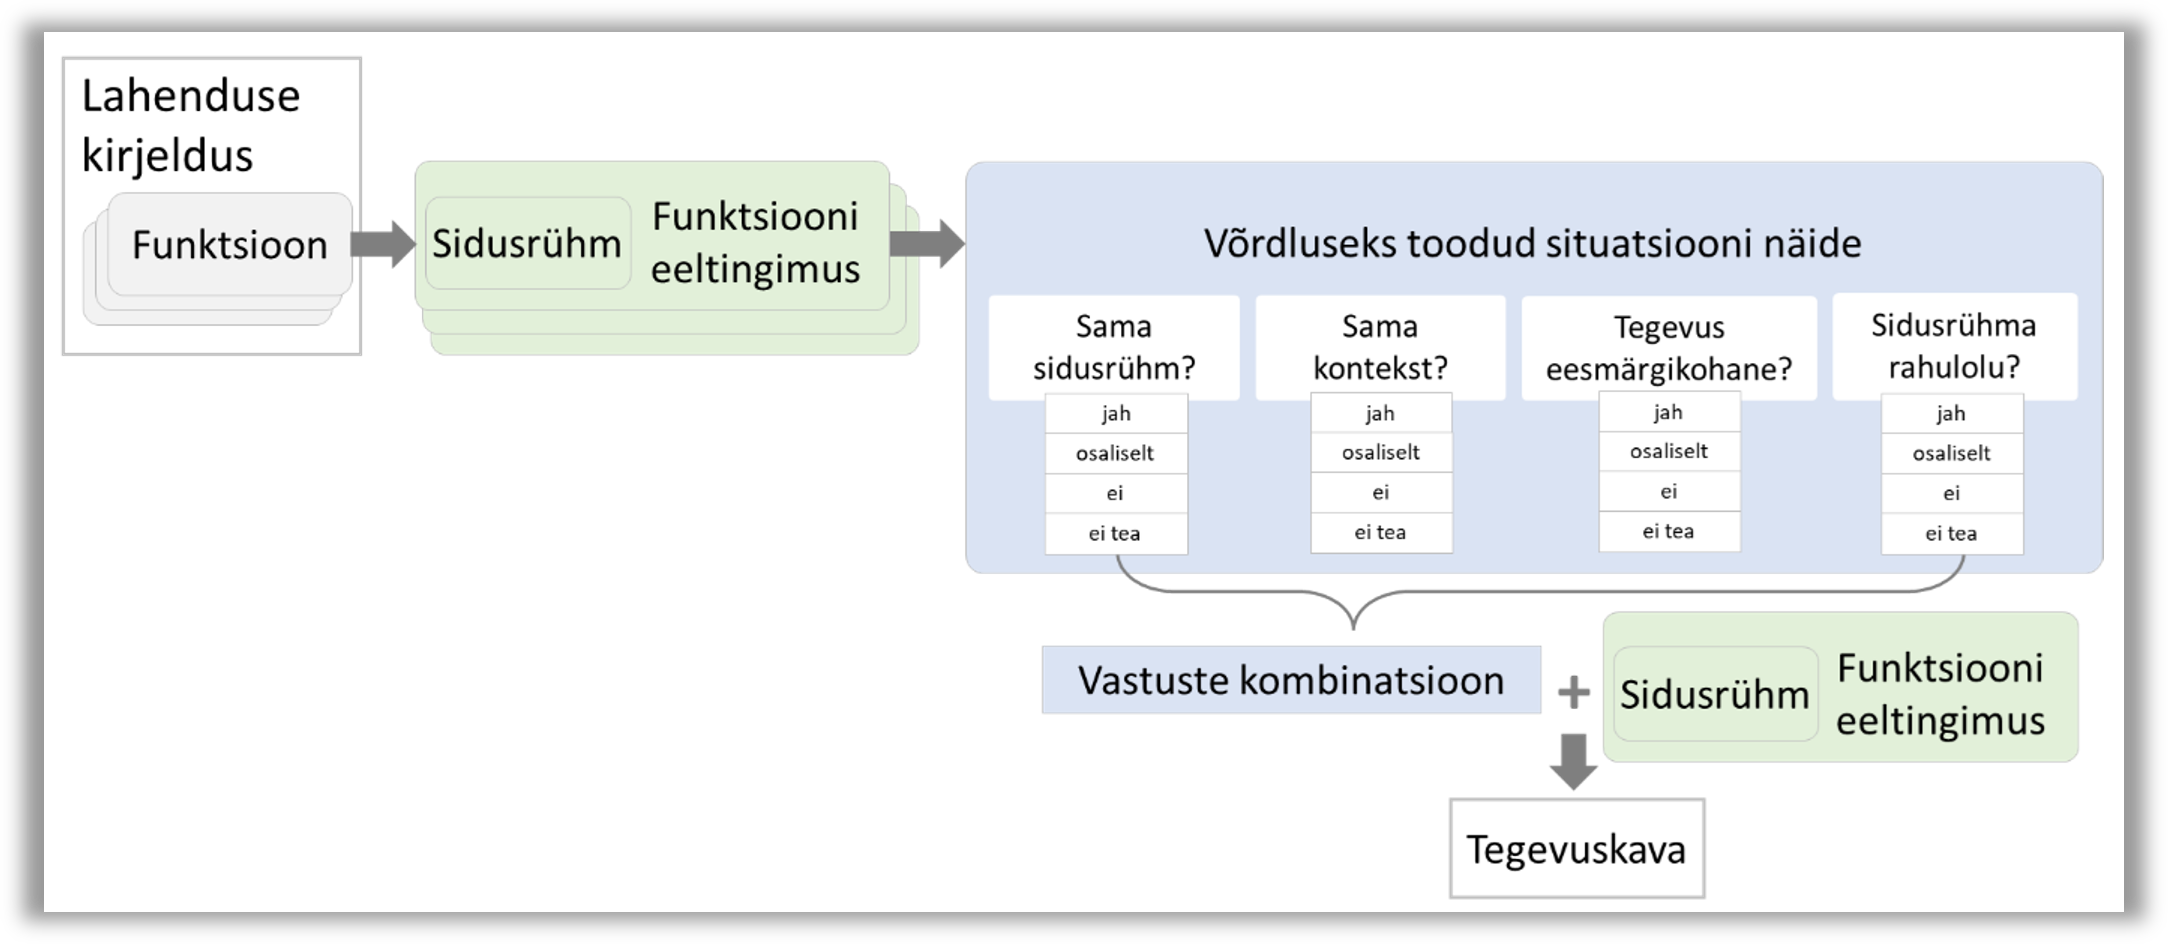 Lahenduse
kirjeldus
Funktsioon
Sidusrühm
Funktsiooni
eeltingimus
Võrdluseks toodud situatsiooni näide
Sama
sidusrühm?
jah
osaliselt
ei
ei tea
Sama
kontekst?
jah
osaliselt
ei
ei tea
Tegevus
eesmärgikohane?
jah
osaliselt
ei
ei tea
Sidusrühma
rahulolu?
jah
osaliselt
ei
ei tea
Vastuste kombinatsioon
+
Sidusrühm
Funktsiooni
eeltingimus
Tegevuskava